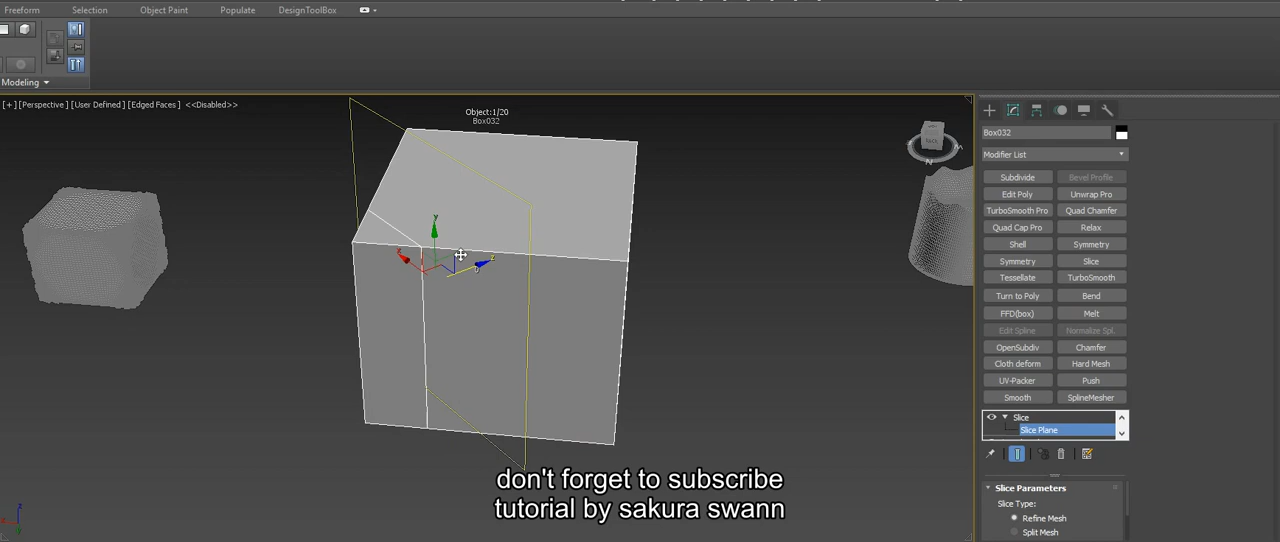 Freeform Selection Object Paint Populate DesignToolBox
Modeling
[+] [Perspective] [User Defined] [Edged Faces] <<Disabled>>
Object:1/20
Box032
Box032
Modifier List
Subdivide Bevel Profile
Edit Poly Unwrap Pro
TurboSmooth Pro Quad Chamfer
Quad Cap Pro Relax
Shell Symmetry
Symmetry Slice
Tessellate TurboSmooth
Turn to Poly Bend
FFD(box) Melt
Edit Spline Normalize Spl.
OpenSubdiv Chamfer
Cloth deform Hard Mesh
UV-Packer Push
Smooth SplineMesher
Slice
Slice Plane
Slice Parameters
Slice Type:
Refine Mesh
Split Mesh
don't forget to subscribe
tutorial by sakura swann